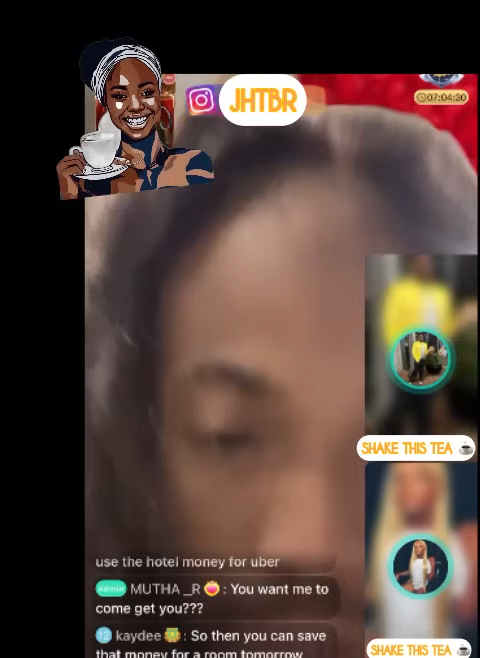 JHTBR
07:04:30
SHAKE THIS TEA
use the hotel money for uber
Admin MUTHA _R : You want me to
come get you???
12 kaydee : So then you can save
that money for a room tomorrow
SHAKE THIS TEA